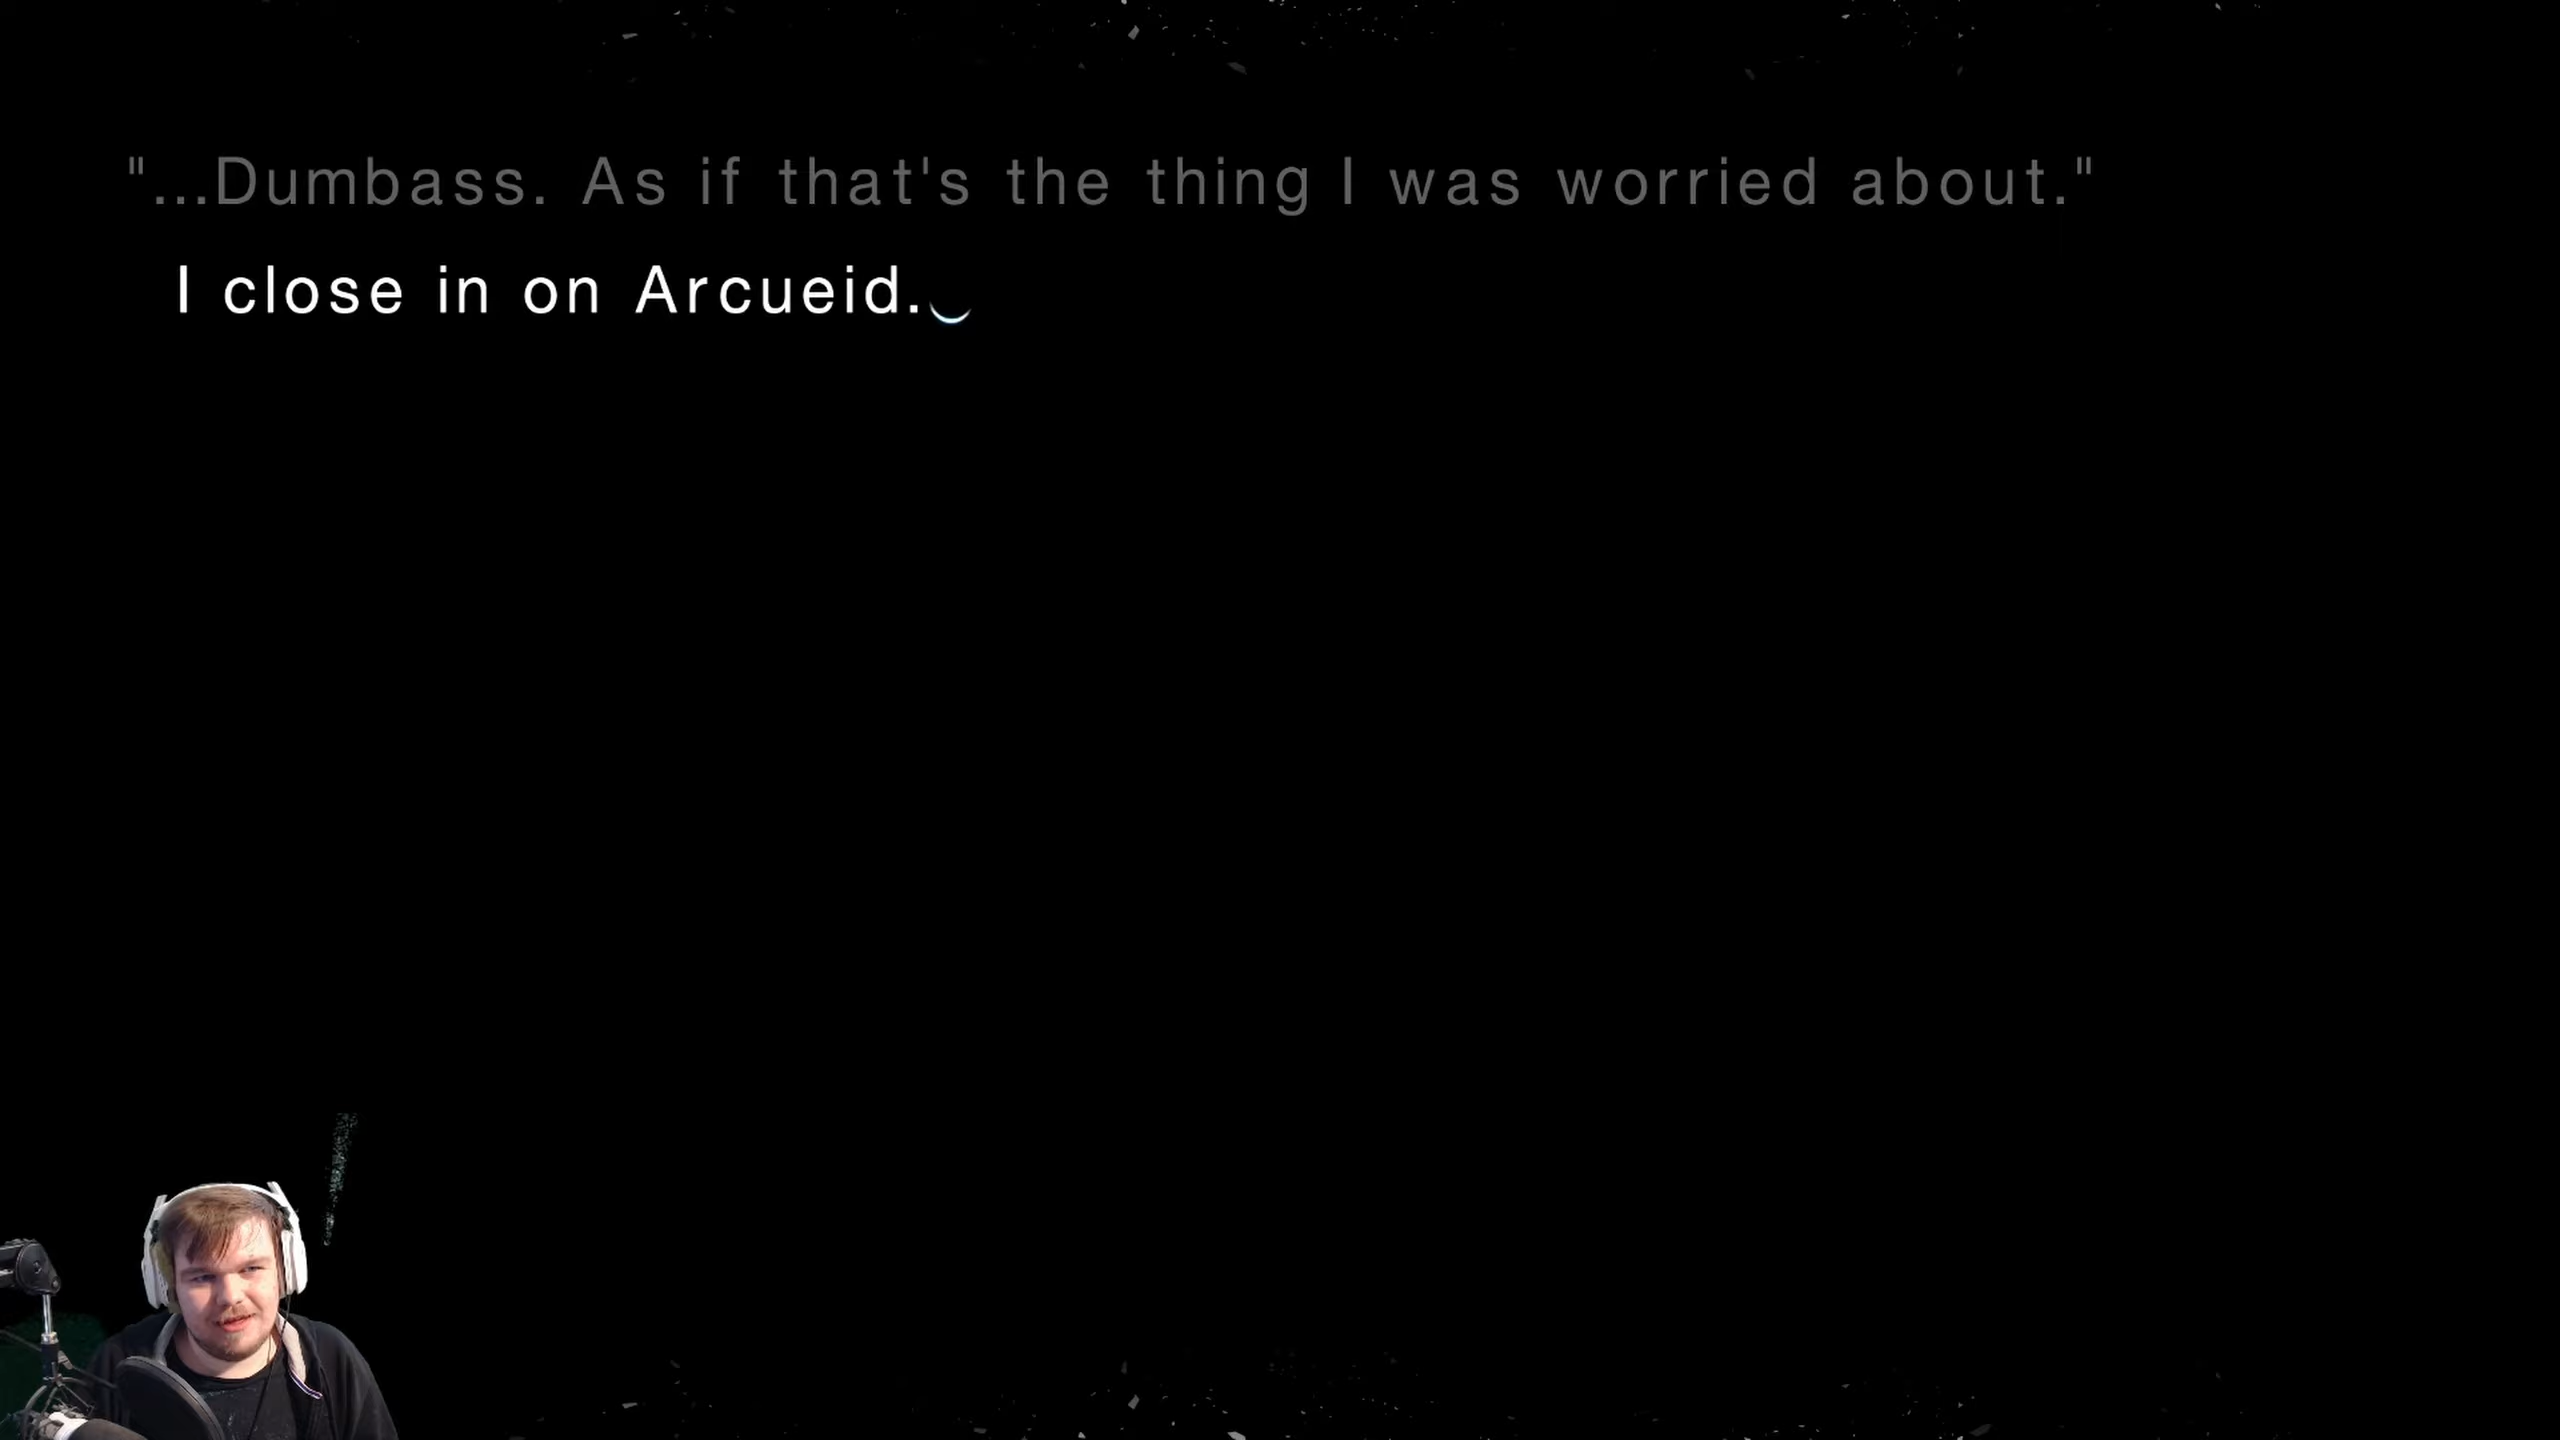 "...Dumbass. As if that's the thing I was worried about."
I close in on Arcueid.